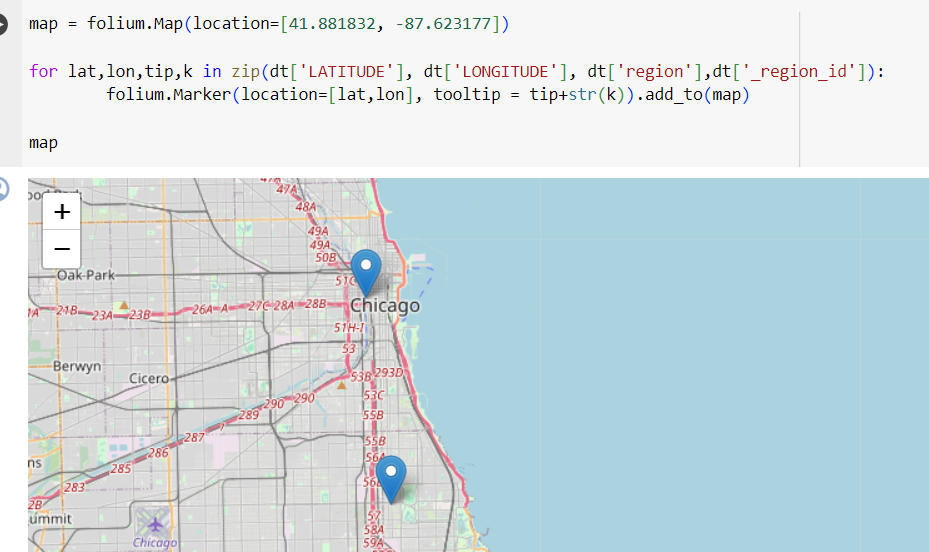 map = folium.Map(location=[41.881832, -87.623177])
for lat,lon,tip,k in zip(dt['LATITUDE'], dt['LONGITUDE'], dt['region'],dt['_region_id']):
folium.Marker(location=[lat,lon], tooltip = tip+str(k)).add_to(map)
map
47A
+
48A
49A
−
49A
50B
Oak Park
51C
Chicago
1A
21B
23A
23B
26A-A
27C-28A
28B
51H-I
53
Berwyn
Cicero
53B
293D
53C
290
290
289
55B
287
55B
286
56A
ns
285
283
2B
ummit
57
58A
Chicago
59A